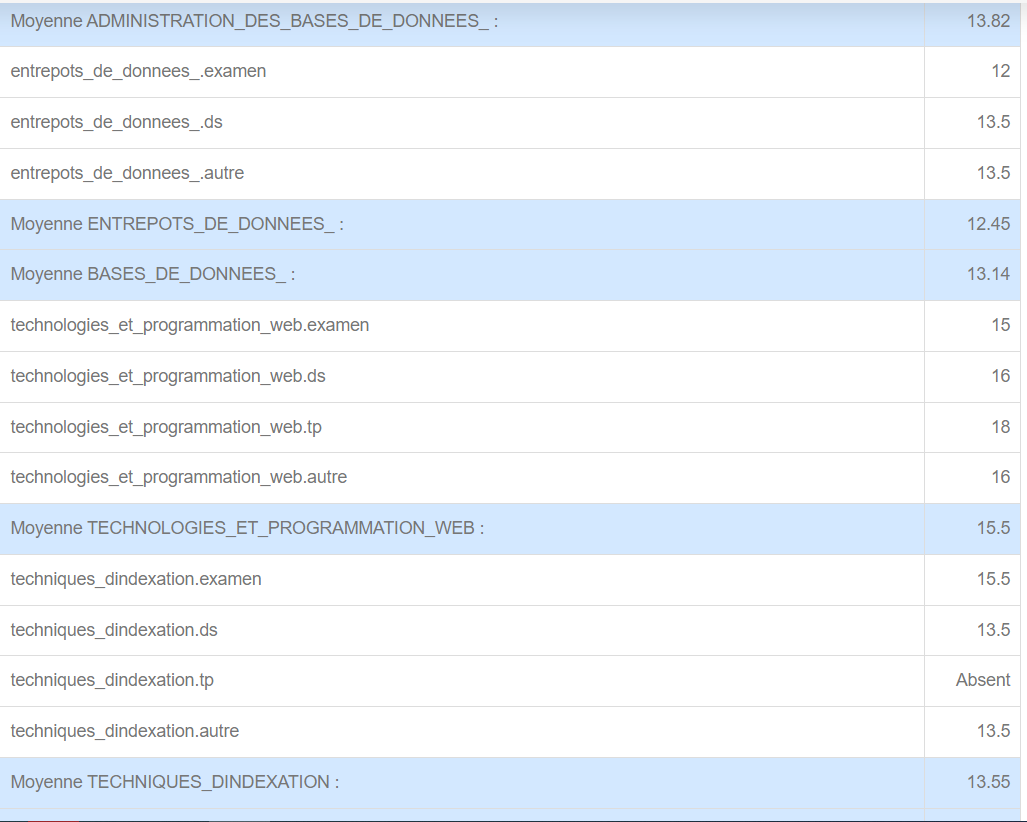 Moyenne ADMINISTRATION_DES_BASES_DE_DONNEES_ : 13.82
entrepots_de_donnees_.examen 12
entrepots_de_donnees_.ds 13.5
entrepots_de_donnees_.autre 13.5
Moyenne ENTREPOTS_DE_DONNEES_ : 12.45
Moyenne BASES_DE_DONNEES_ : 13.14
technologies_et_programmation_web.examen 15
technologies_et_programmation_web.ds 16
technologies_et_programmation_web.tp 18
technologies_et_programmation_web.autre 16
Moyenne TECHNOLOGIES_ET_PROGRAMMATION_WEB : 15.5
techniques_dindexation.examen 15.5
techniques_dindexation.ds 13.5
techniques_dindexation.tp Absent
techniques_dindexation.autre 13.5
Moyenne TECHNIQUES_DINDEXATION : 13.55